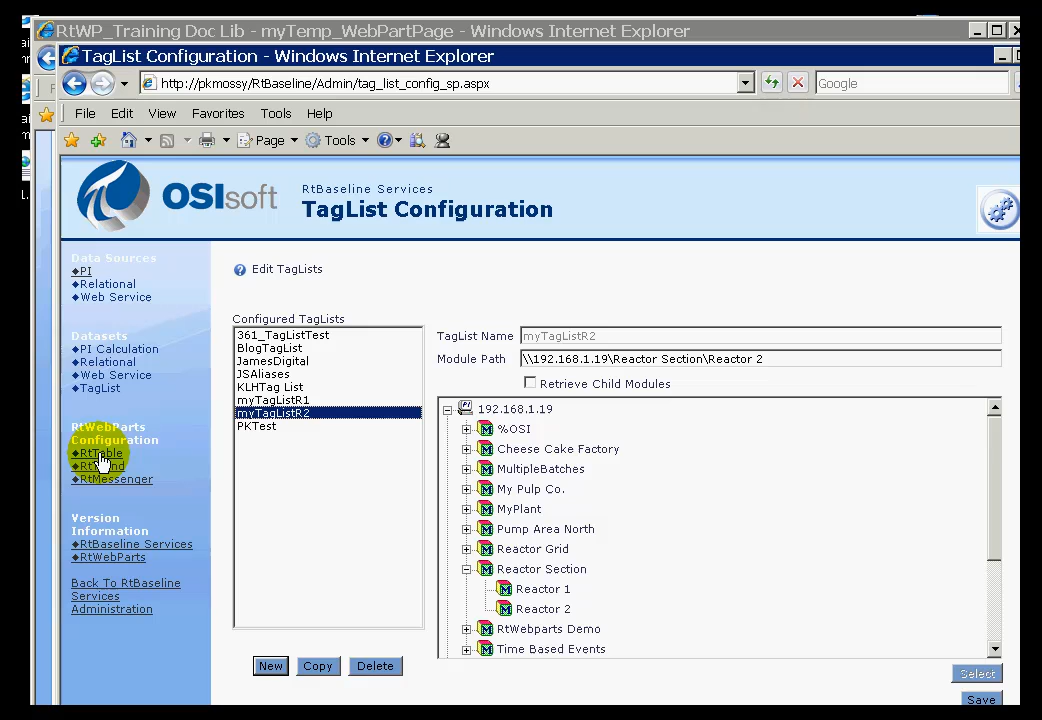 RtWP_Training Doc Lib - myTemp_WebPartPage - Windows Internet Explorer
TagList Configuration - Windows Internet Explorer
http://pkmossy/RtBaseline/Admin/tag_list_config_sp.aspx
Google
File Edit View Favorites Tools Help
Page Tools
OSIsoft
RtBaseline Services
TagList Configuration
Data Sources
◆PI
◆Relational
◆Web Service
Datasets
◆PI Calculation
◆Relational
◆Web Service
◆TagList
RtWebParts
Configuration
◆RtTable
◆RtTrend
◆RtMessenger
Version
Information
◆RtBaseline Services
◆RtWebParts
Back To RtBaseline
Services
Administration
Edit TagLists
Configured TagLists
361_TagListTest
BlogTagList
JamesDigital
JSAliases
KLHTag List
myTagListR1
myTagListR2
PKTest
New Copy Delete
TagList Name myTagListR2
Module Path \\192.168.1.19\Reactor Section\Reactor 2
Retrieve Child Modules
192.168.1.19
%OSI
Cheese Cake Factory
MultipleBatches
My Pulp Co.
MyPlant
Pump Area North
Reactor Grid
Reactor Section
Reactor 1
Reactor 2
RtWebparts Demo
Time Based Events
Select
Save